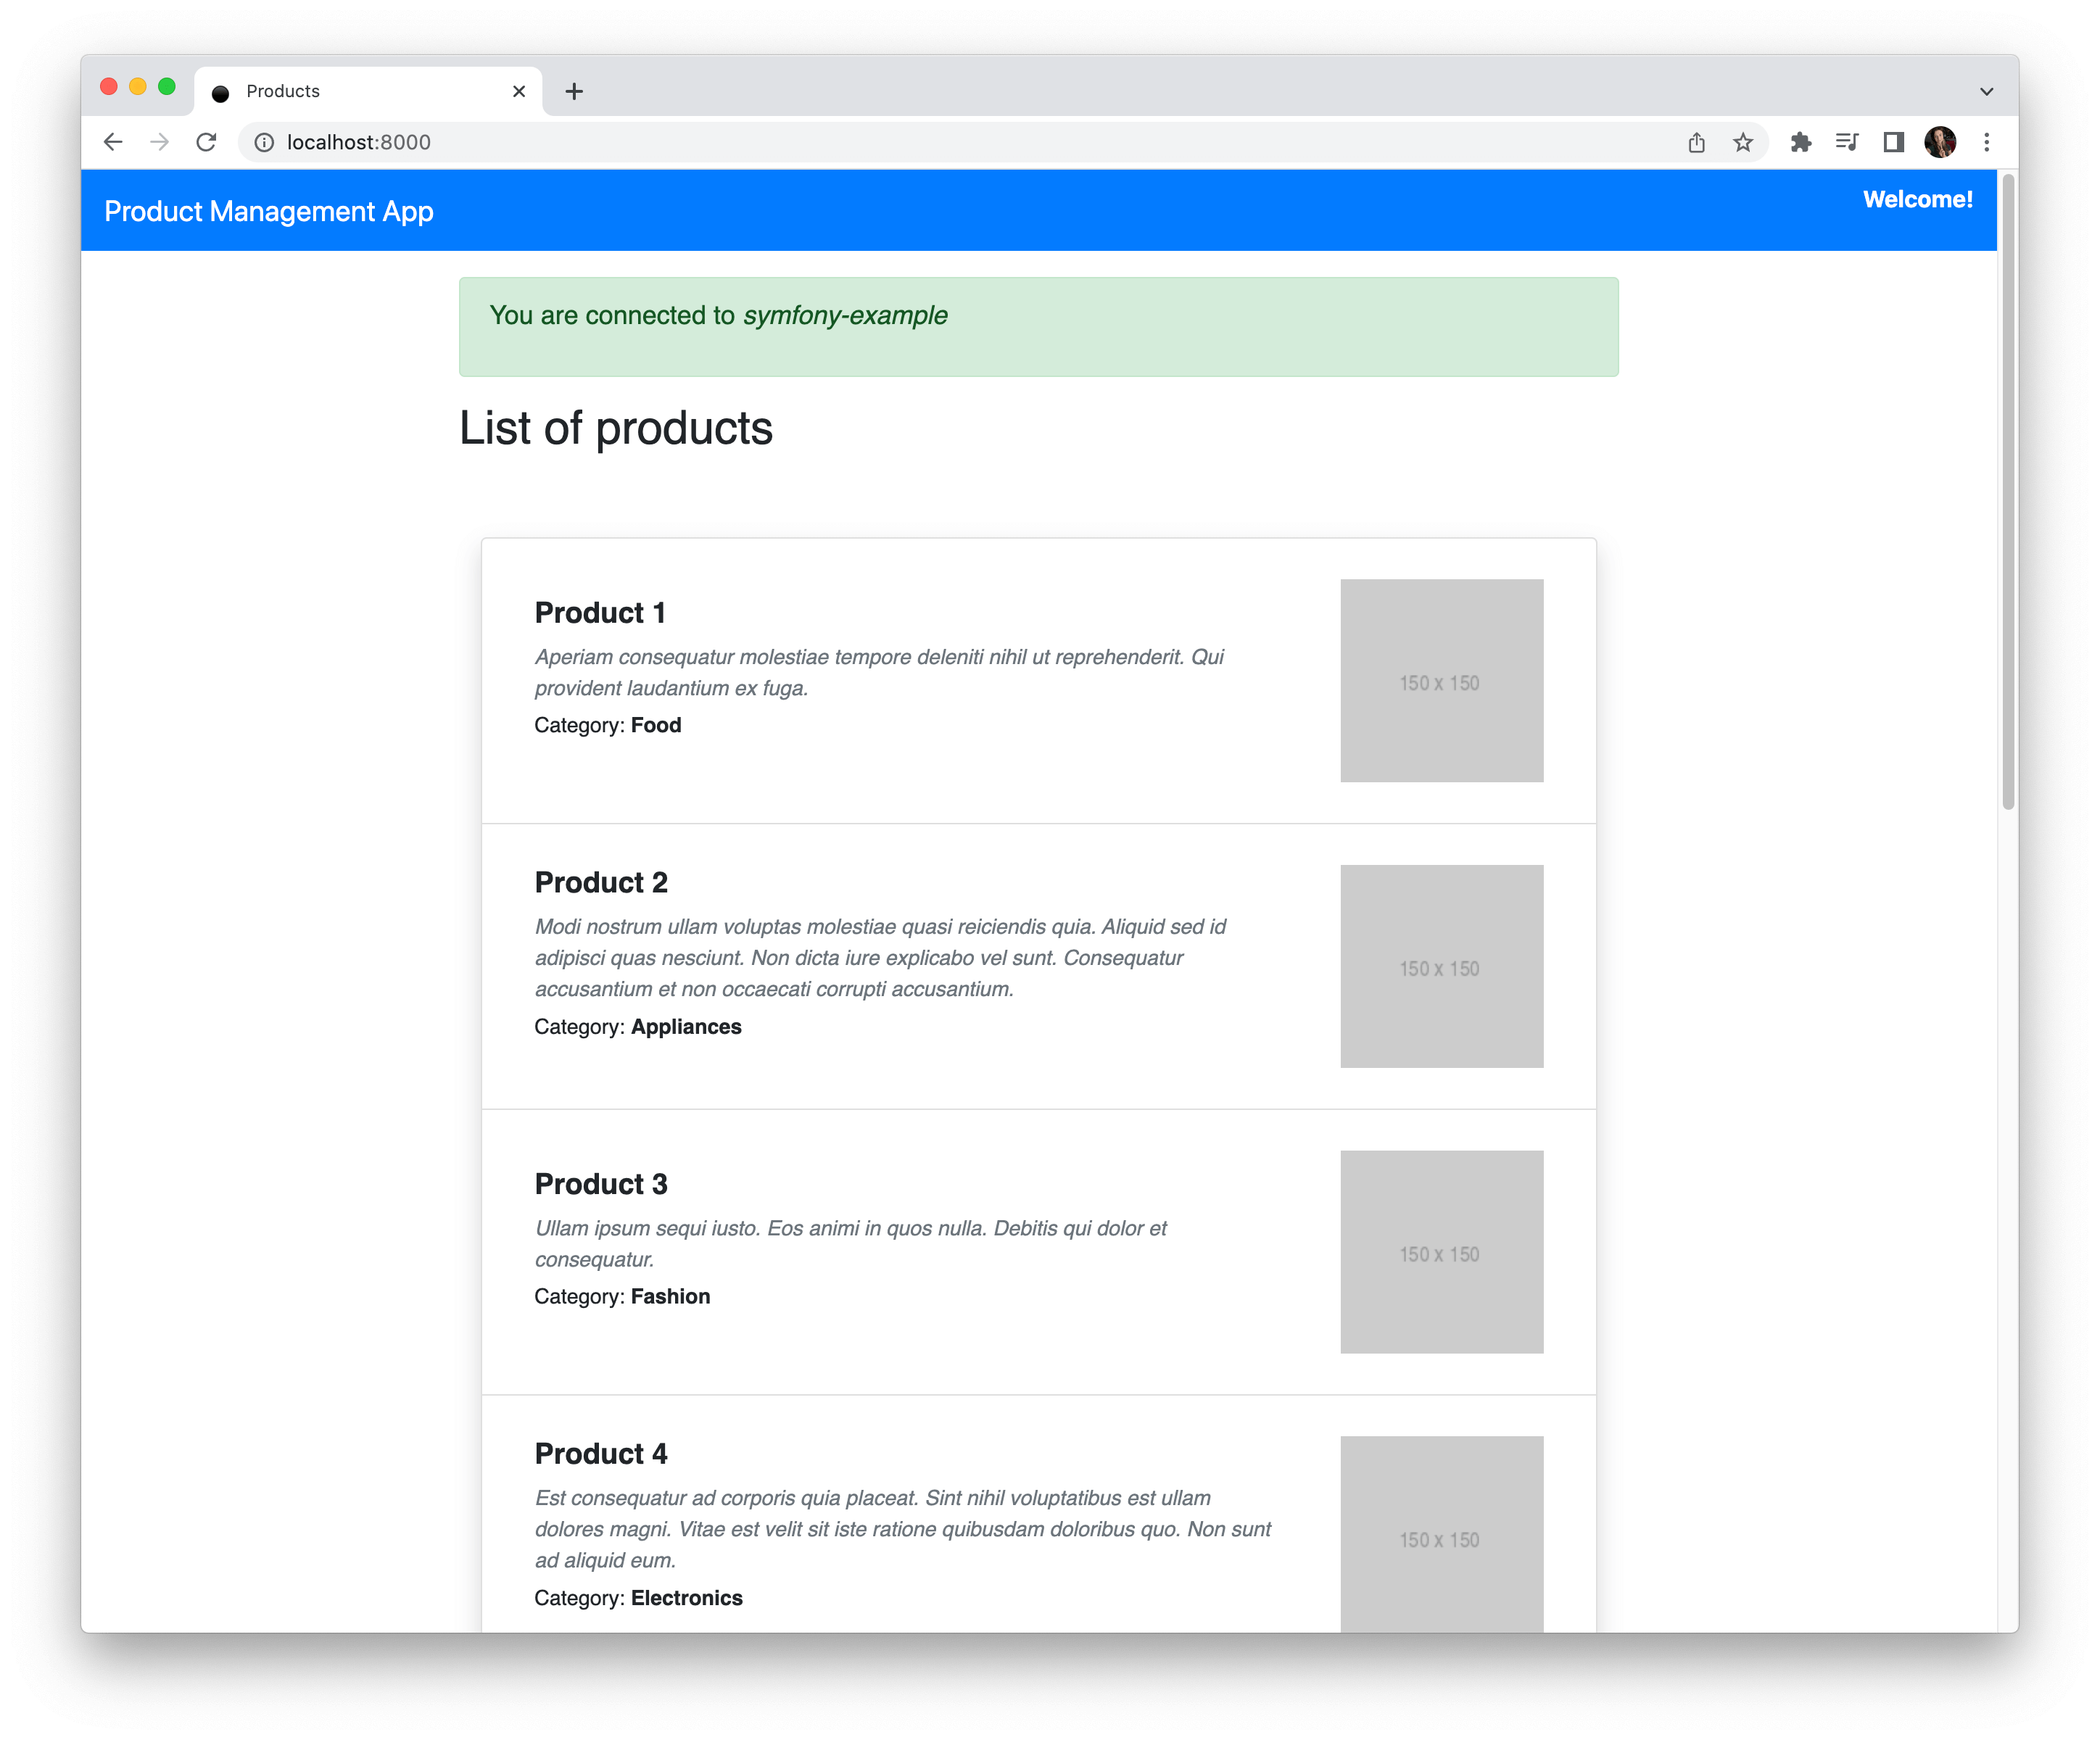 Products
localhost:8000
Product Management App
Welcome!
You are connected to symfony-example
List of products
Product 1
Aperiam consequatur molestiae tempore deleniti nihil ut reprehenderit. Qui
provident laudantium ex fuga.
Category: Food
150 x 150
Product 2
Modi nostrum ullam voluptas molestiae quasi reiciendis quia. Aliquid sed id
adipisci quas nesciunt. Non dicta iure explicabo vel sunt. Consequatur
accusantium et non occaecati corrupti accusantium.
Category: Appliances
150 x 150
Product 3
Ullam ipsum sequi iusto. Eos animi in quos nulla. Debitis qui dolor et
consequatur.
Category: Fashion
150 x 150
Product 4
Est consequatur ad corporis quia placeat. Sint nihil voluptatibus est ullam
dolores magni. Vitae est velit sit iste ratione quibusdam doloribus quo. Non sunt
ad aliquid eum.
Category: Electronics
150 x 150